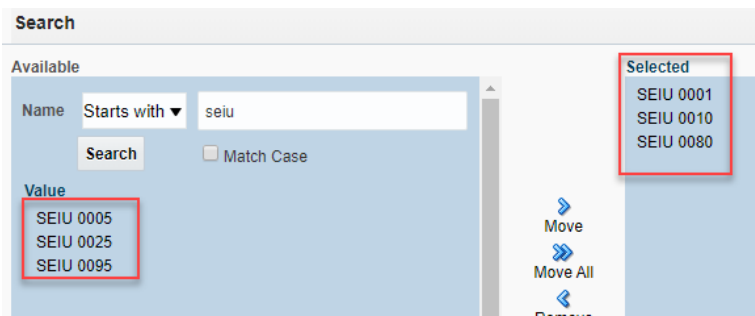 Search
Available
Name Starts with seiu
Search Match Case
Value
SEIU 0005
SEIU 0025
SEIU 0095
Move
Move All
Remove
Selected
SEIU 0001
SEIU 0010
SEIU 0080